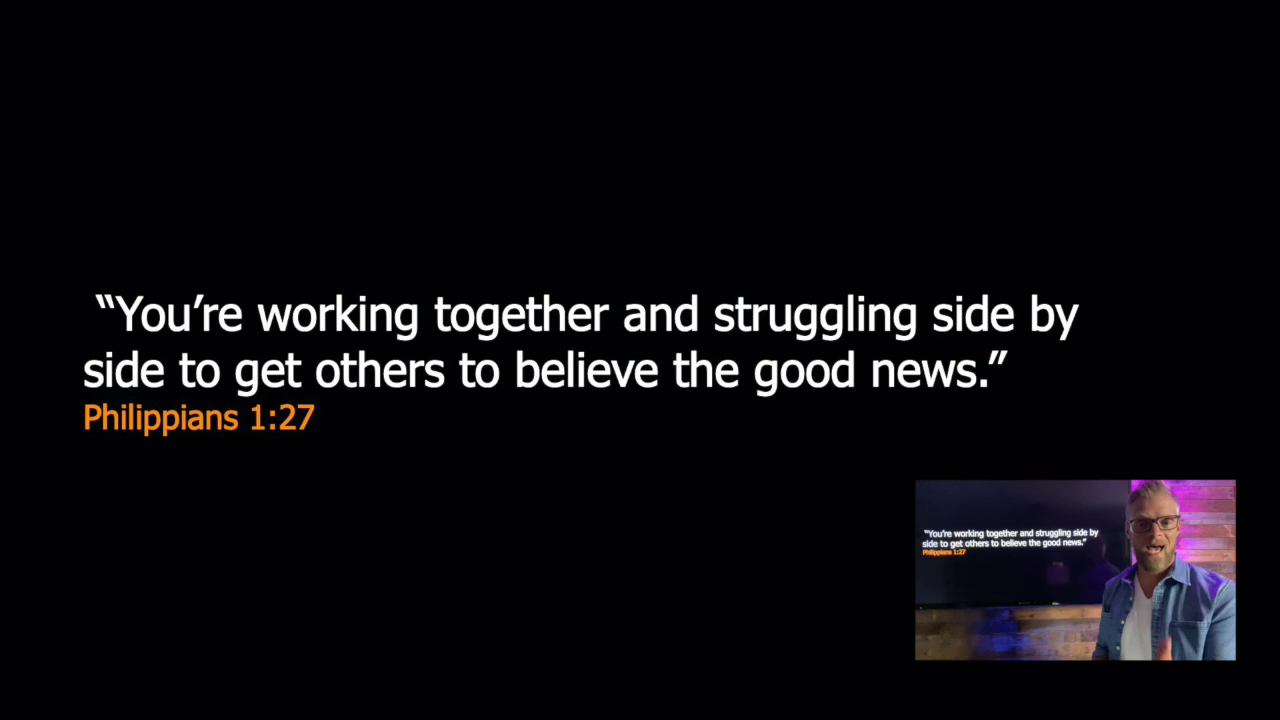 “You’re working together and struggling side by
side to get others to believe the good news.”
Philippians 1:27
“You’re working together and struggling side by
side to get others to believe the good news.”
Philippians 1:27